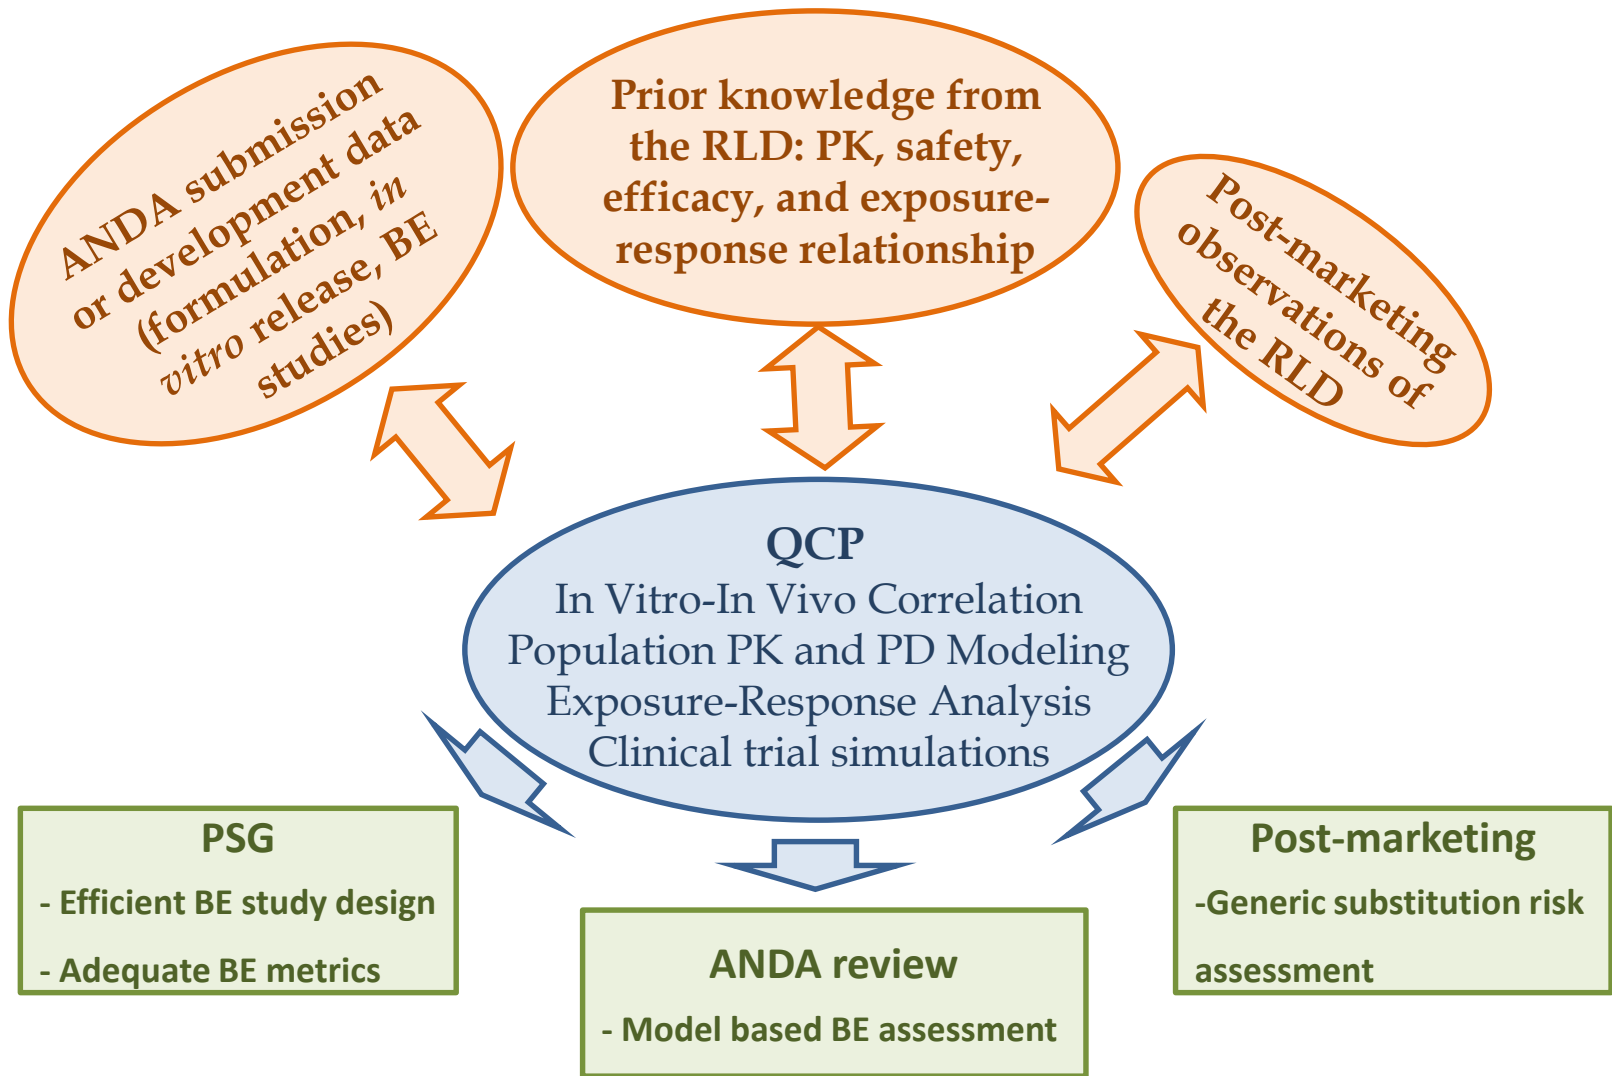 ANDA submission
or development data
(formulation, in
vitro release, BE
studies)
Prior knowledge from
the RLD: PK, safety,
efficacy, and exposure-
response relationship
Post-marketing
observations of
the RLD
QCP
In Vitro-In Vivo Correlation
Population PK and PD Modeling
Exposure-Response Analysis
Clinical trial simulations
PSG
- Efficient BE study design
- Adequate BE metrics
ANDA review
- Model based BE assessment
Post-marketing
-Generic substitution risk
assessment